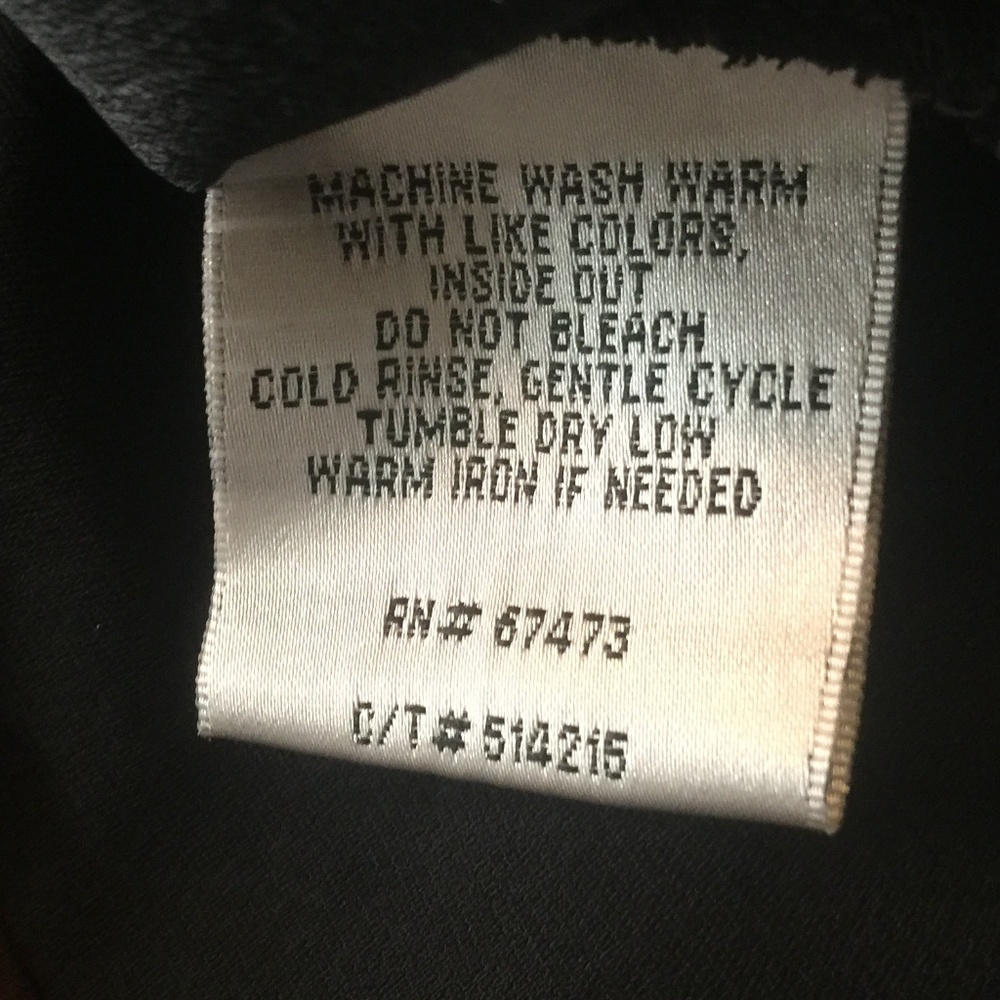 MACHINE WASH WARM
WITH LIKE COLORS,
INSIDE OUT
DO NOT BLEACH
COLD RINSE, GENTLE CYCLE
TUMBLE DRY LOW
WARM IRON IF NEEDED
RN# 67473
C/T# 514215